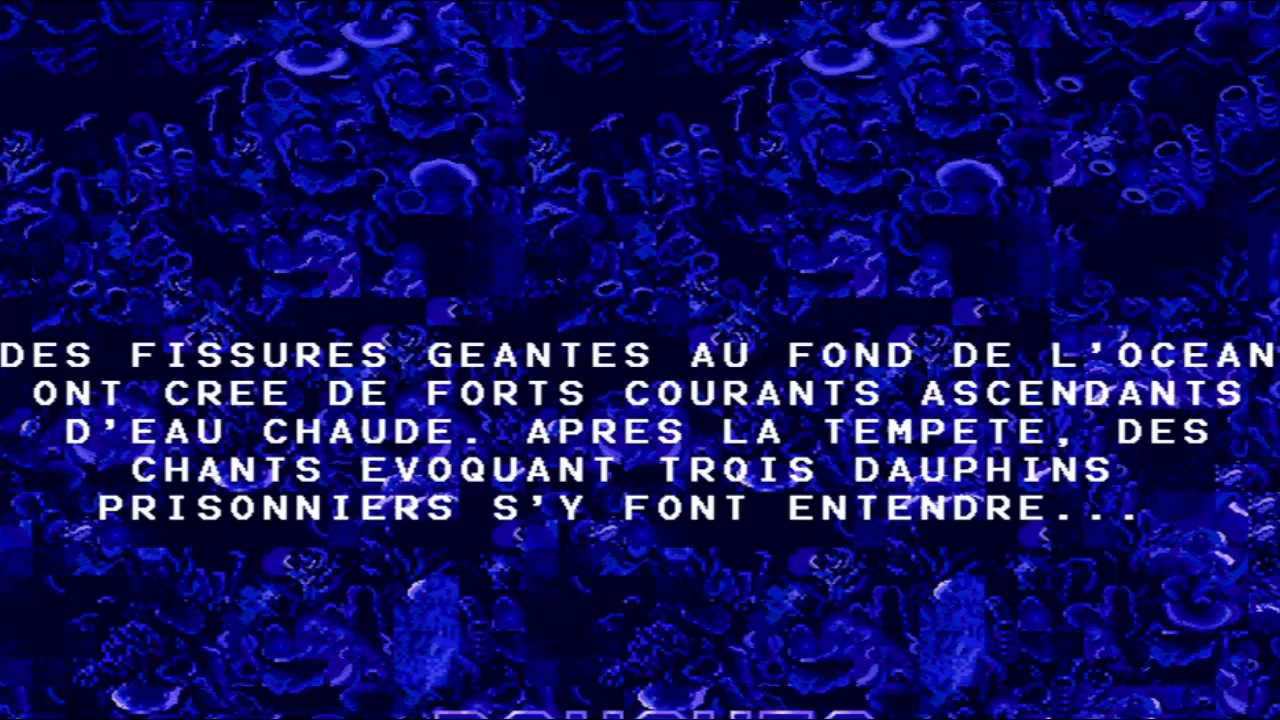 DES FISSURES GEANTES AU FOND DE L'OCEAN
ONT CREE DE FORTS COURANTS ASCENDANTS
D'EAU CHAUDE. APRES LA TEMPETE, DES
CHANTS EVOQUANT TROIS DAUPHINS
PRISONNIERS S'Y FONT ENTENDRE...